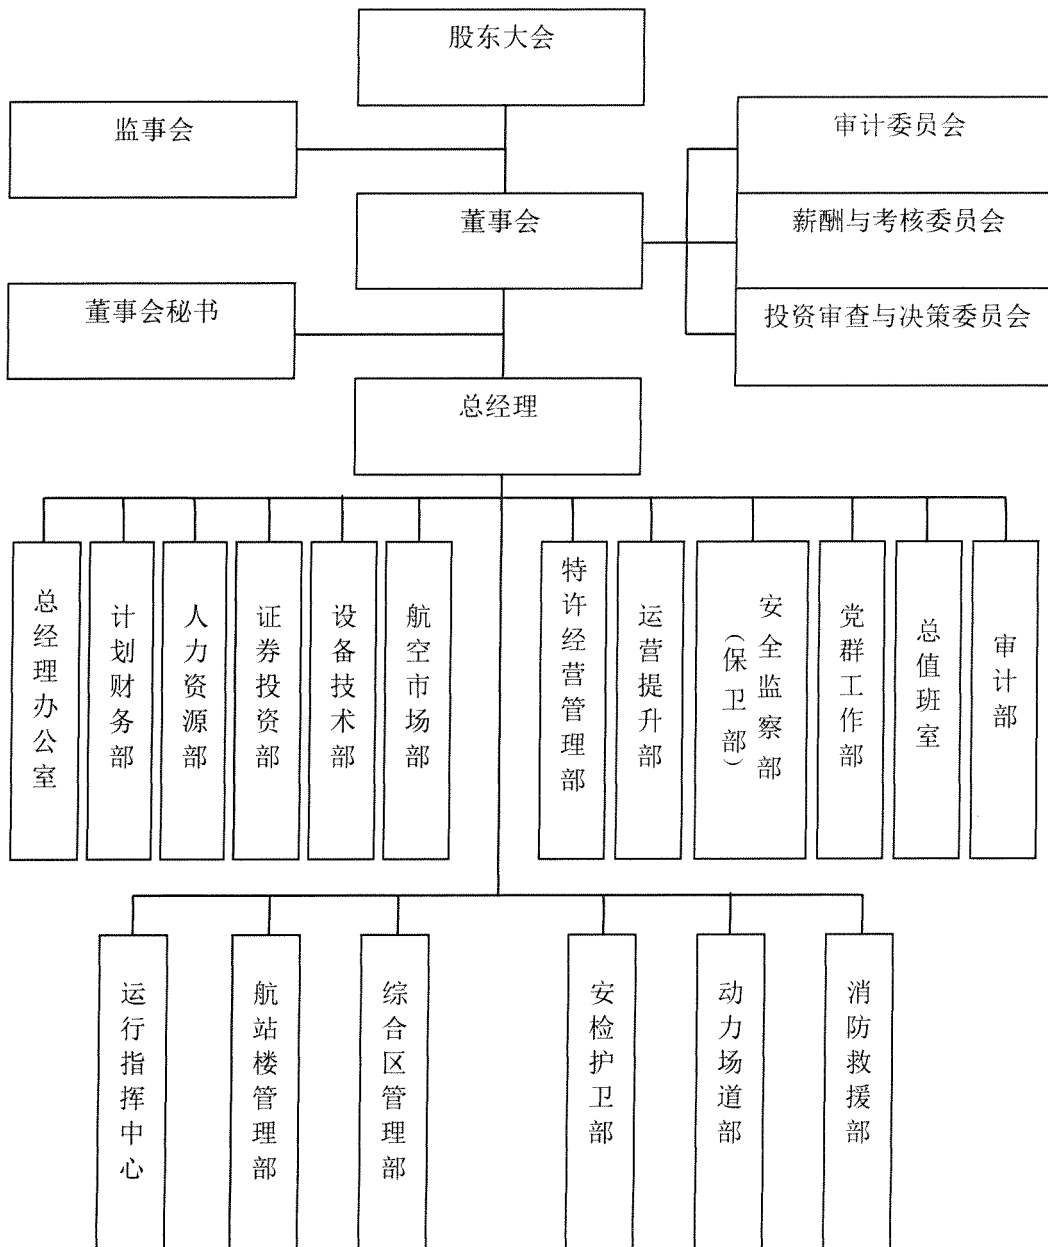 股东大会
监事会
审计委员会
董事会
薪酬与考核委员会
董事会秘书
投资审查与决策委员会
总经理
总经理办公室
计划财务部
人力资源部
证券投资部
设备技术部
航空市场部
特许经营管理部
运营提升部
安全监察部
（保卫部）
党群工作部
总值班室
审计部
运行指挥中心
航站楼管理部
综合区管理部
安检护卫部
动力场道部
消防救援部